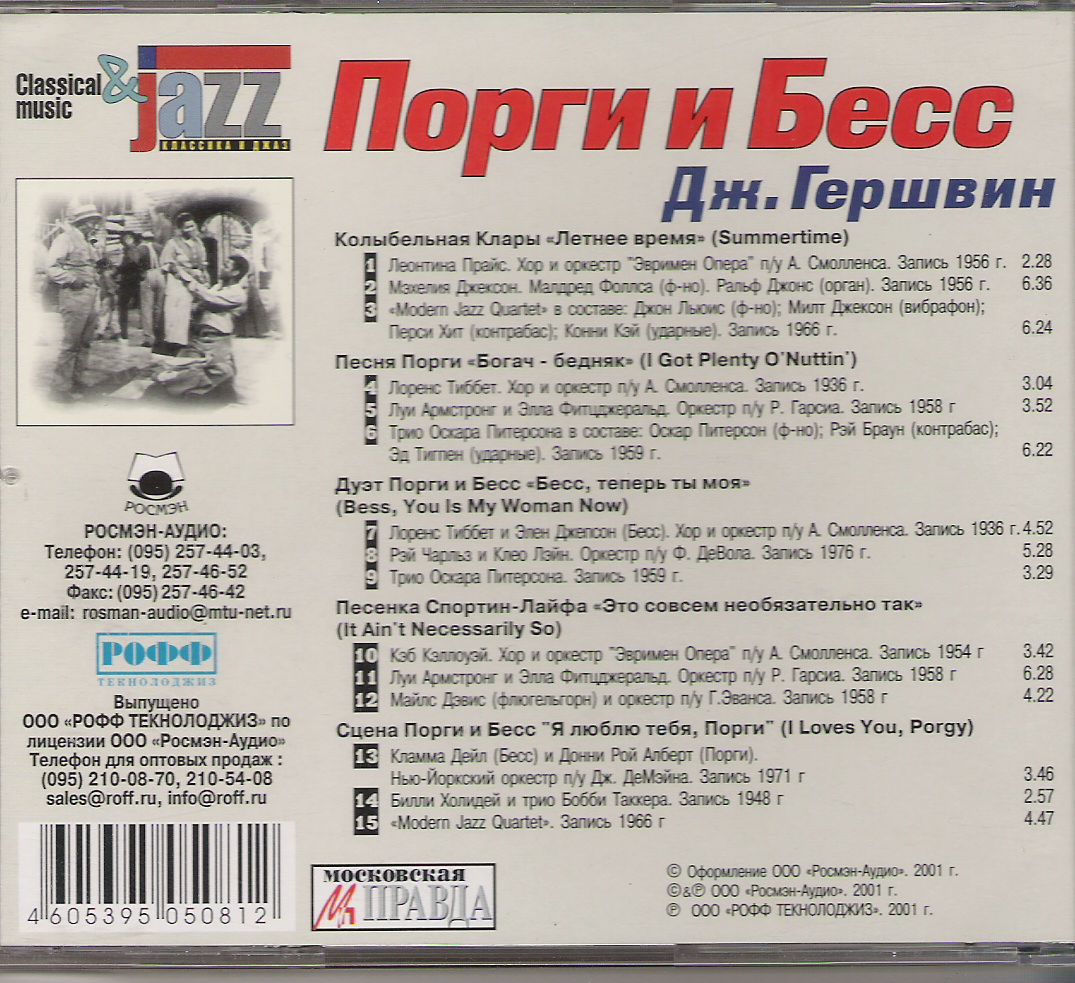 Classical
music
& jazz
КЛАССИКА И ДЖАЗ
Порги и Бесс
Дж. Гершвин
Колыбельная Клары «Летнее время» (Summertime)
1 Леонтина Прайс. Хор и оркестр "Эвримен Опера" п/у А. Смолленса. Запись 1956 г. 2.28
2 Мэхелия Джексон. Малдред Фоллса (ф-но). Ральф Джонс (орган). Запись 1956 г. 6.36
3 «Modern Jazz Quartet» в составе: Джон Льюис (ф-но); Милт Джексон (вибрафон);
Перси Хит (контрабас); Конни Кэй (ударные). Запись 1966 г. 6.24
Песня Порги «Богач - бедняк» (I Got Plenty O'Nuttin')
4 Лоренс Тиббет. Хор и оркестр п/у А. Смолленса. Запись 1936 г. 3.04
5 Луи Армстронг и Элла Фитцджеральд. Оркестр п/у Р. Гарсиа. Запись 1958 г 3.52
6 Трио Оскара Питерсона в составе: Оскар Питерсон (ф-но); Рэй Браун (контрабас);
Эд Тигпен (ударные). Запись 1959 г. 6.22
Дуэт Порги и Бесс «Бесс, теперь ты моя»
(Bess, You Is My Woman Now)
7 Лоренс Тиббет и Элен Джепсон (Бесс). Хор и оркестр п/у А. Смолленса. Запись 1936 г. 4.52
8 Рэй Чарльз и Клео Лэйн. Оркестр п/у Ф. ДеВола. Запись 1976 г. 5.28
9 Трио Оскара Питерсона. Запись 1959 г. 3.29
Песенка Спортин-Лайфа «Это совсем необязательно так»
(It Ain't Necessarily So)
10 Кэб Кэллоуэй. Хор и оркестр "Эвримен Опера" п/у А. Смолленса. Запись 1954 г 3.42
11 Луи Армстронг и Элла Фитцджеральд. Оркестр п/у Р. Гарсиа. Запись 1958 г 6.28
12 Майлс Дэвис (флюгельгорн) и оркестр п/у Г.Эванса. Запись 1958 г 4.22
Сцена Порги и Бесс "Я люблю тебя, Порги" (I Loves You, Porgy)
13 Кламма Дейл (Бесс) и Донни Рой Алберт (Порги).
Нью-Йоркский оркестр п/у Дж. ДеМэйна. Запись 1971 г 3.46
14 Билли Холидей и трио Бобби Таккера. Запись 1948 г 2.57
15 «Modern Jazz Quartet». Запись 1966 г 4.47
РОСМЭН
РОСМЭН-АУДИО:
Телефон: (095) 257-44-03,
257-44-19, 257-46-52
Факс: (095) 257-46-42
e-mail: rosman-audio@mtu-net.ru
РОФФ
ТЕКНОЛОДЖИЗ
Выпущено
ООО «РОФФ ТЕКНОЛОДЖИЗ» по
лицензии ООО «Росмэн-Аудио»
Телефон для оптовых продаж :
(095) 210-08-70, 210-54-08
sales@roff.ru, info@roff.ru
4 605395 050812
МОСКОВСКАЯ
ПРАВДА
© Оформление ООО «Росмэн-Аудио». 2001 г.
©&℗ ООО «Росмэн-Аудио». 2001 г.
℗ ООО «РОФФ ТЕКНОЛОДЖИЗ». 2001 г.